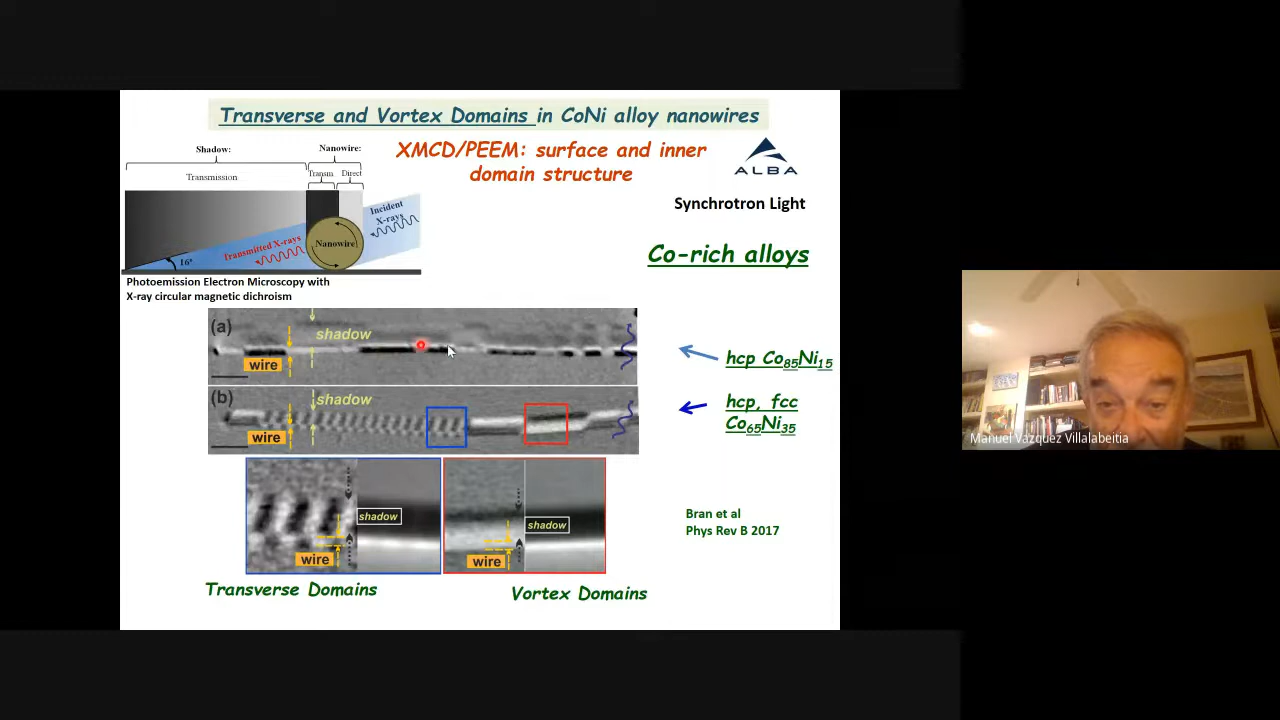 Transverse and Vortex Domains in CoNi alloy nanowires
XMCD/PEEM: surface and inner
domain structure
ALBA
Synchrotron Light
Co-rich alloys
Shadow:
Nanowire:
Transmission
Transm.
Direct
Incident
X-rays
Transmitted X-rays
Nanowire
16°
Photoemission Electron Microscopy with
X-ray circular magnetic dichroism
(a)
shadow
wire
hcp Co85Ni15
(b)
shadow
wire
hcp, fcc
Co65Ni35
shadow
wire
shadow
wire
Bran et al
Phys Rev B 2017
Transverse Domains
Vortex Domains
Manuel Vázquez Villalabeitia